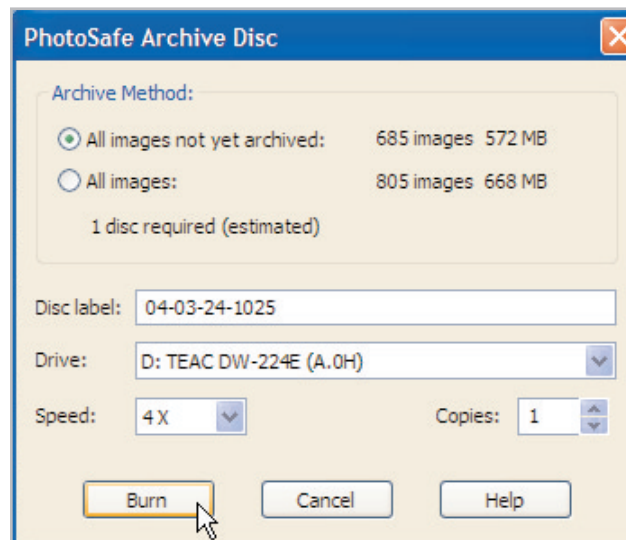 PhotoSafe Archive Disc
Archive Method:
All images not yet archived: 685 images 572 MB
All images: 805 images 668 MB
1 disc required (estimated)
Disc label: 04-03-24-1025
Drive: D: TEAC DW-224E (A.0H)
Speed: 4 X Copies: 1
Burn Cancel Help